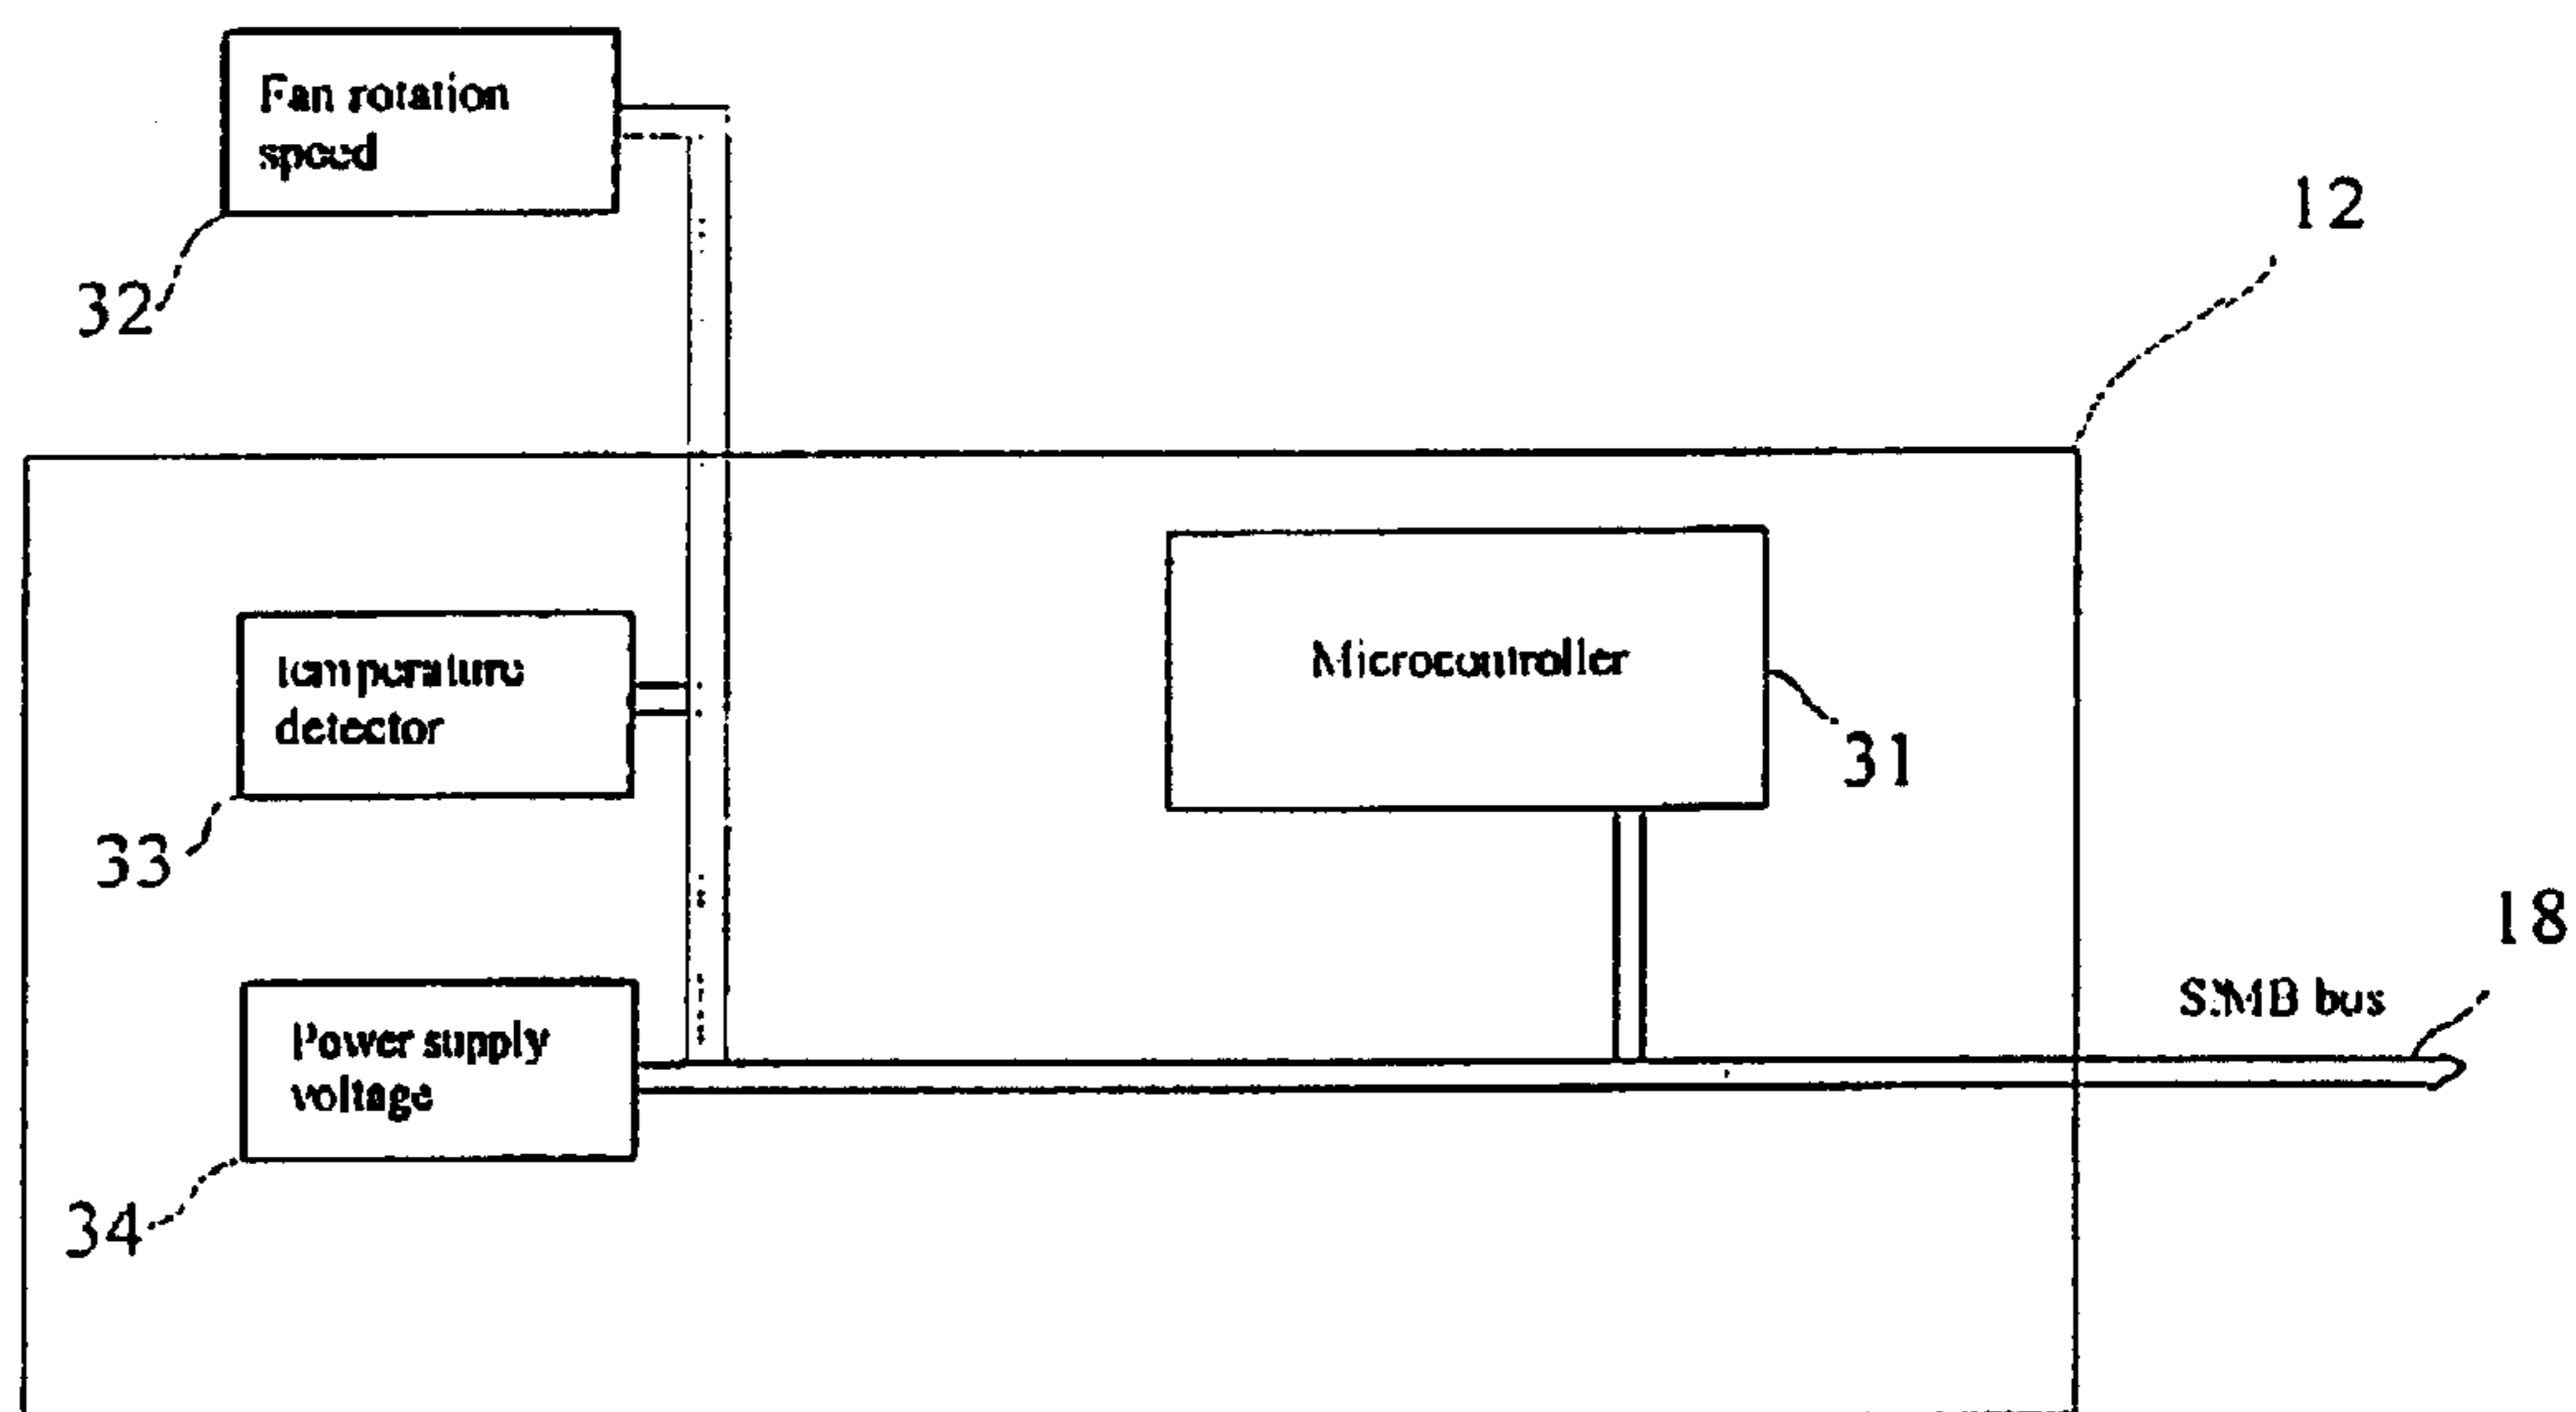 Fan rotation
speed
32
12
temperature
detector
33
Microcontroller
31
Power supply
voltage
34
SMB bus
18